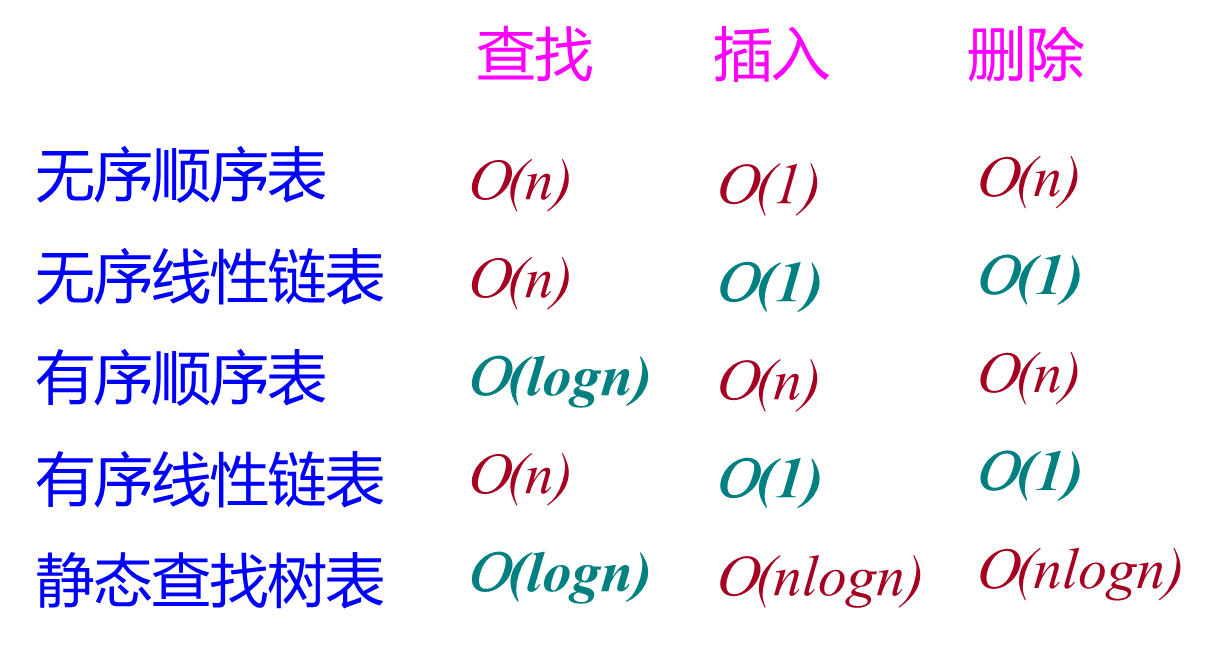 查找 插入 删除
无序顺序表 O(n) O(1) O(n)
无序线性链表 O(n) O(1) O(1)
有序顺序表 O(logn) O(n) O(n)
有序线性链表 O(n) O(1) O(1)
静态查找树表 O(logn) O(nlogn) O(nlogn)